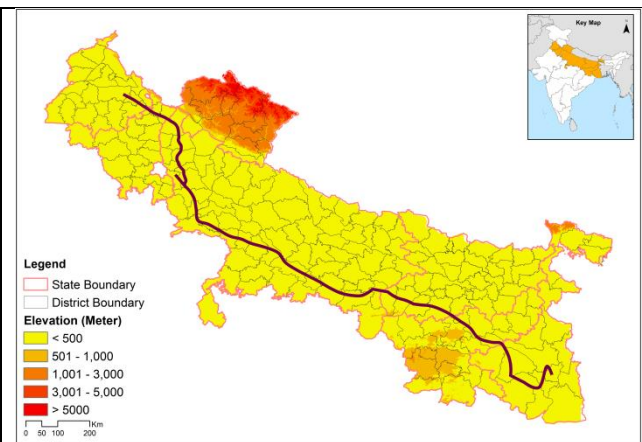 Key Map
N
Legend
State Boundary
District Boundary
Elevation (Meter)
< 500
501 - 1,000
1,001 - 3,000
3,001 - 5,000
> 5000
Km
0 50 100 200